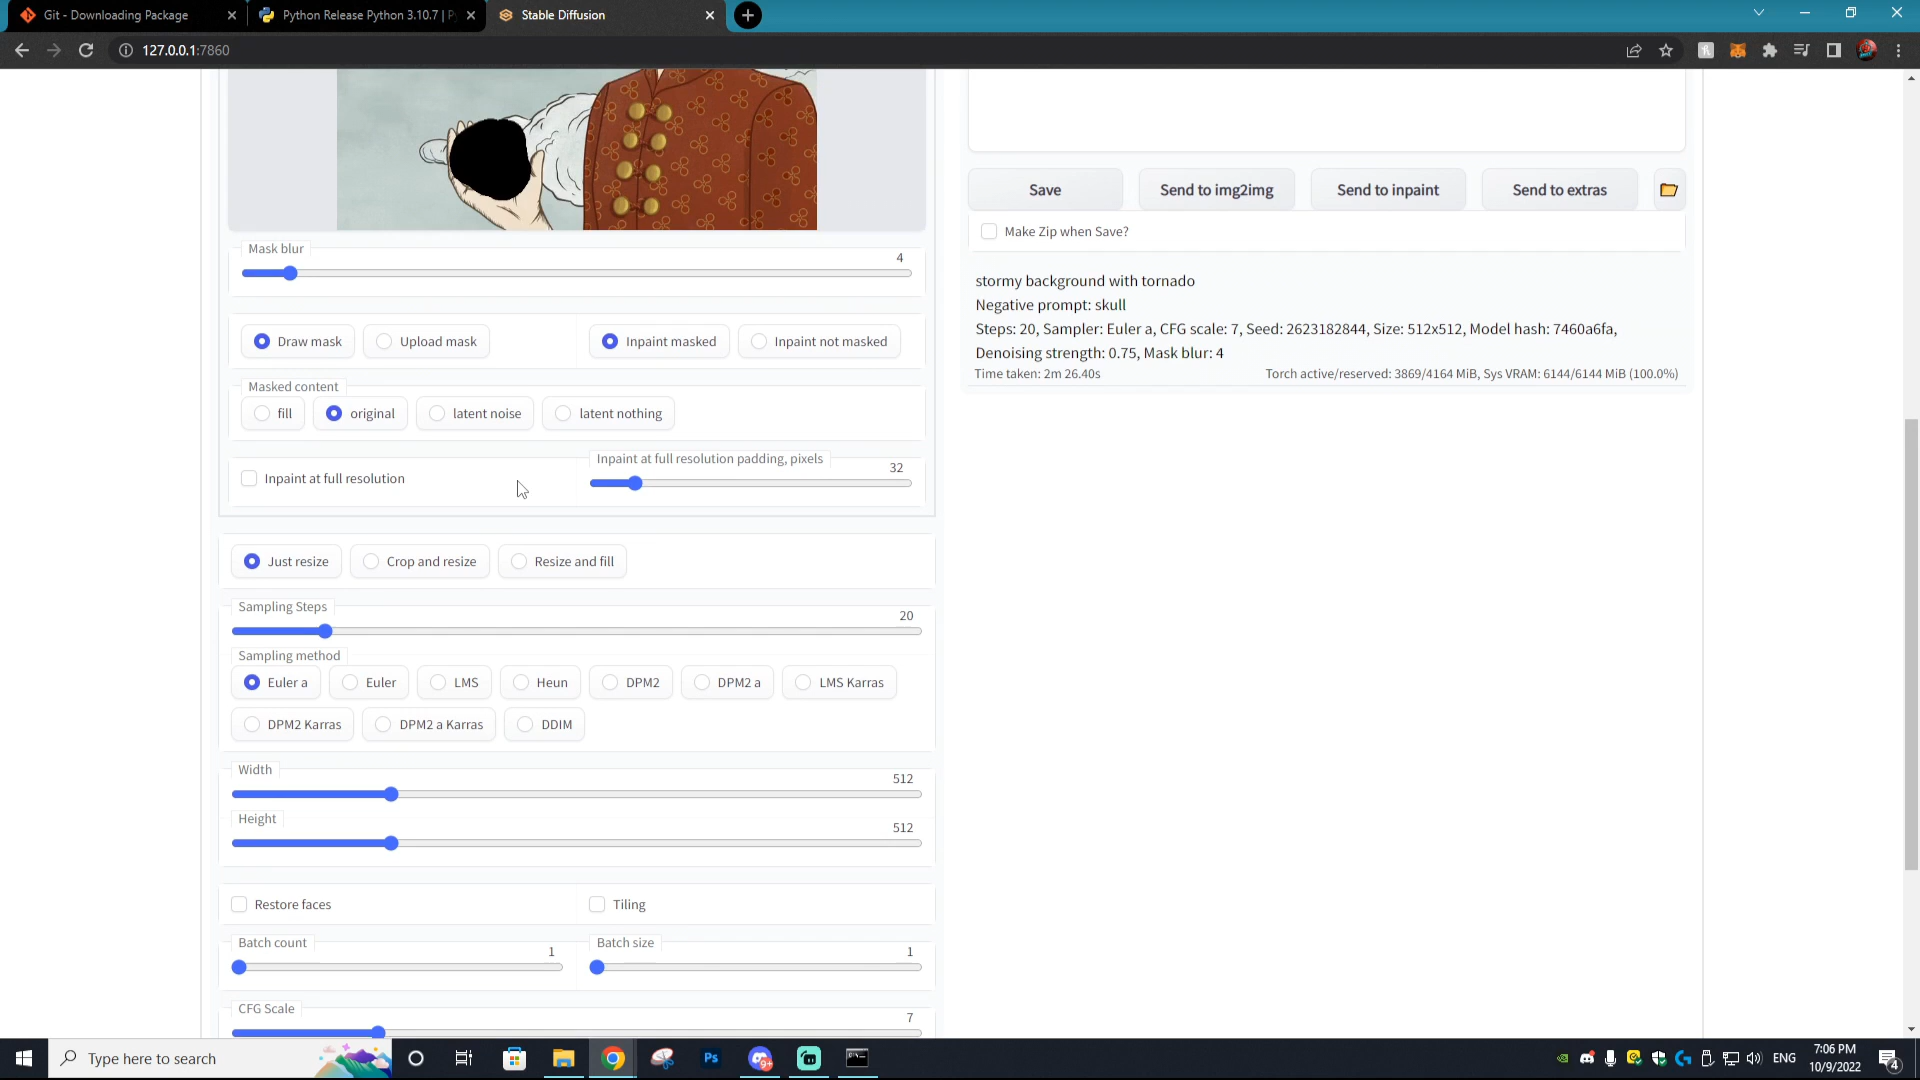 Git - Downloading Package
Python Release Python 3.10.7 | Py
Stable Diffusion
127.0.0.1:7860
Mask blur
4
Draw mask
Upload mask
Inpaint masked
Inpaint not masked
Masked content
fill
original
latent noise
latent nothing
Inpaint at full resolution
Inpaint at full resolution padding, pixels
32
Just resize
Crop and resize
Resize and fill
Sampling Steps
20
Sampling method
Euler a
Euler
LMS
Heun
DPM2
DPM2 a
LMS Karras
DPM2 Karras
DPM2 a Karras
DDIM
Width
512
Height
512
Restore faces
Tiling
Batch count
1
Batch size
1
CFG Scale
7
Save
Send to img2img
Send to inpaint
Send to extras
Make Zip when Save?
stormy background with tornado
Negative prompt: skull
Steps: 20, Sampler: Euler a, CFG scale: 7, Seed: 2623182844, Size: 512x512, Model hash: 7460a6fa,
Denoising strength: 0.75, Mask blur: 4
Time taken: 2m 26.40s
Torch active/reserved: 3869/4164 MiB, Sys VRAM: 6144/6144 MiB (100.0%)
Type here to search
Ps
9+
ENG
7:06 PM
10/9/2022
4